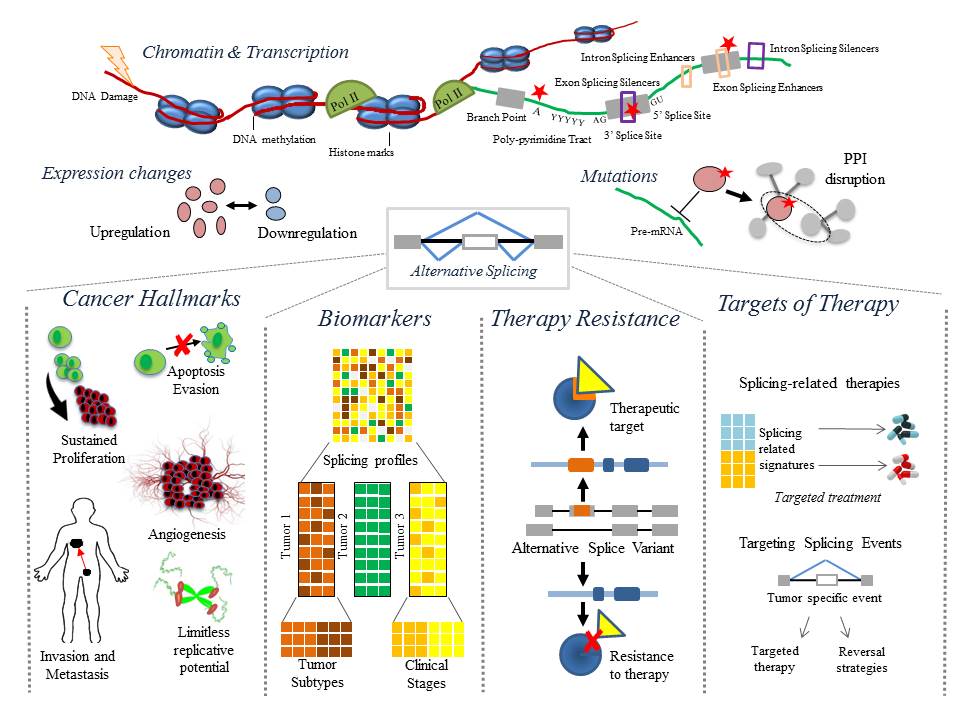 Chromatin & Transcription
Intron Splicing Enhancers
Intron Splicing Silencers
DNA Damage
Pol II
Pol II
Exon Splicing Silencers
Exon Splicing Enhancers
Branch Point
A
YYYYY
AG
GU
5' Splice Site
DNA methylation
Poly-pyrimidine Tract
3' Splice Site
Histone marks
Expression changes
Mutations
PPI
disruption
Upregulation
Downregulation
Pre-mRNA
Alternative Splicing
Cancer Hallmarks
Apoptosis
Evasion
Sustained
Proliferation
Angiogenesis
Invasion and
Metastasis
Limitless
replicative
potential
Biomarkers
Splicing profiles
Tumor 1
Tumor 2
Tumor 3
Tumor
Subtypes
Clinical
Stages
Therapy Resistance
Therapeutic
target
Alternative Splice Variant
Resistance
to therapy
Targets of Therapy
Splicing-related therapies
Splicing
related
signatures
Targeted treatment
Targeting Splicing Events
Tumor specific event
Targeted
therapy
Reversal
strategies